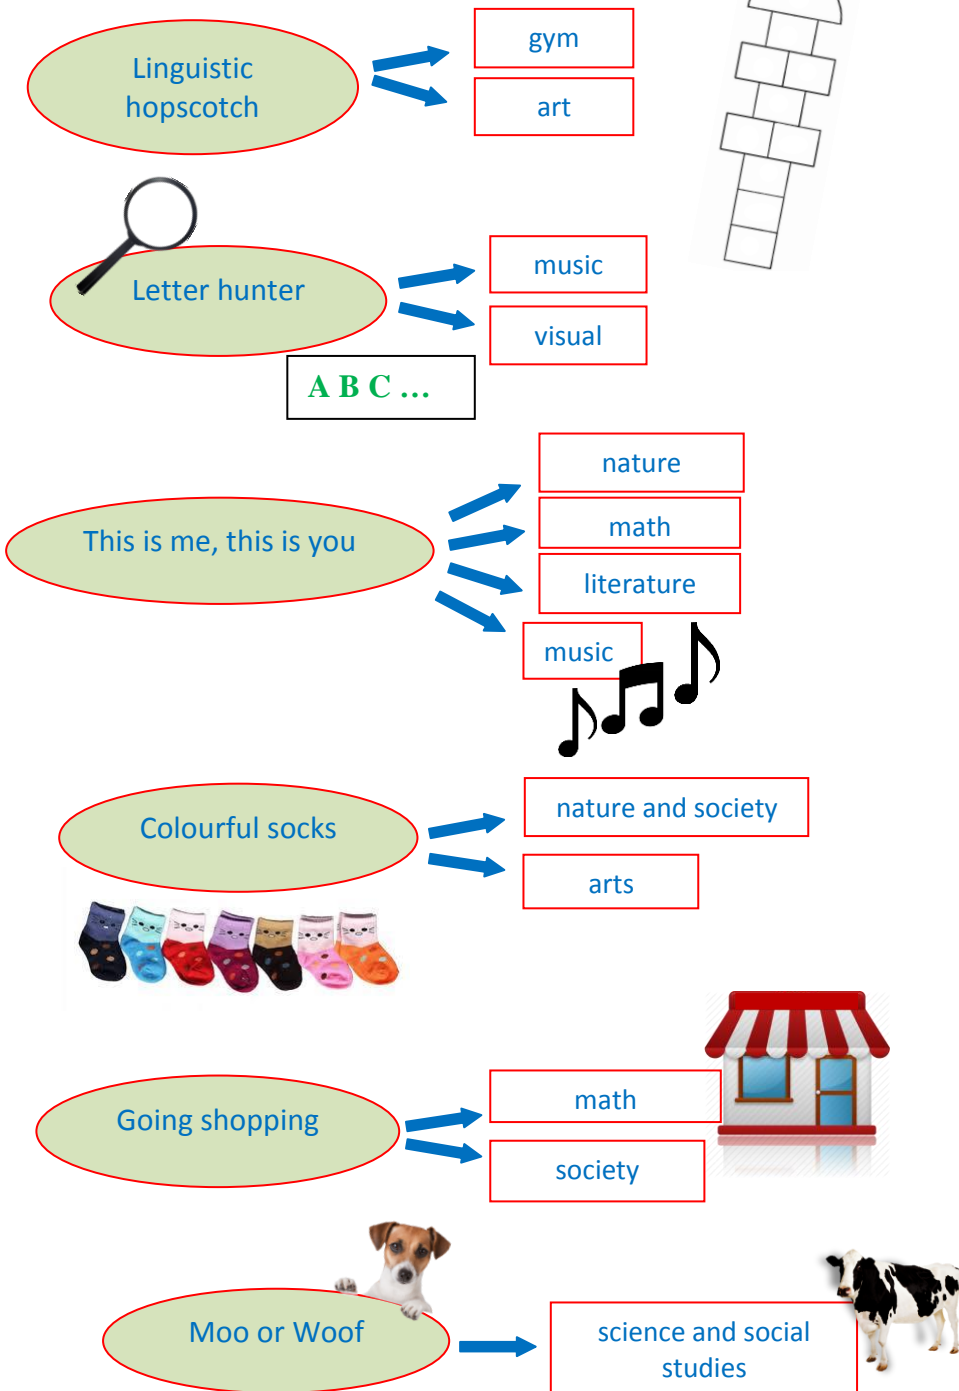 Linguistic
hopscotch
gym
art
Letter hunter
music
visual
A B C ...
This is me, this is you
nature
math
literature
music
Colourful socks
nature and society
arts
Going shopping
math
society
Moo or Woof
science and social
studies